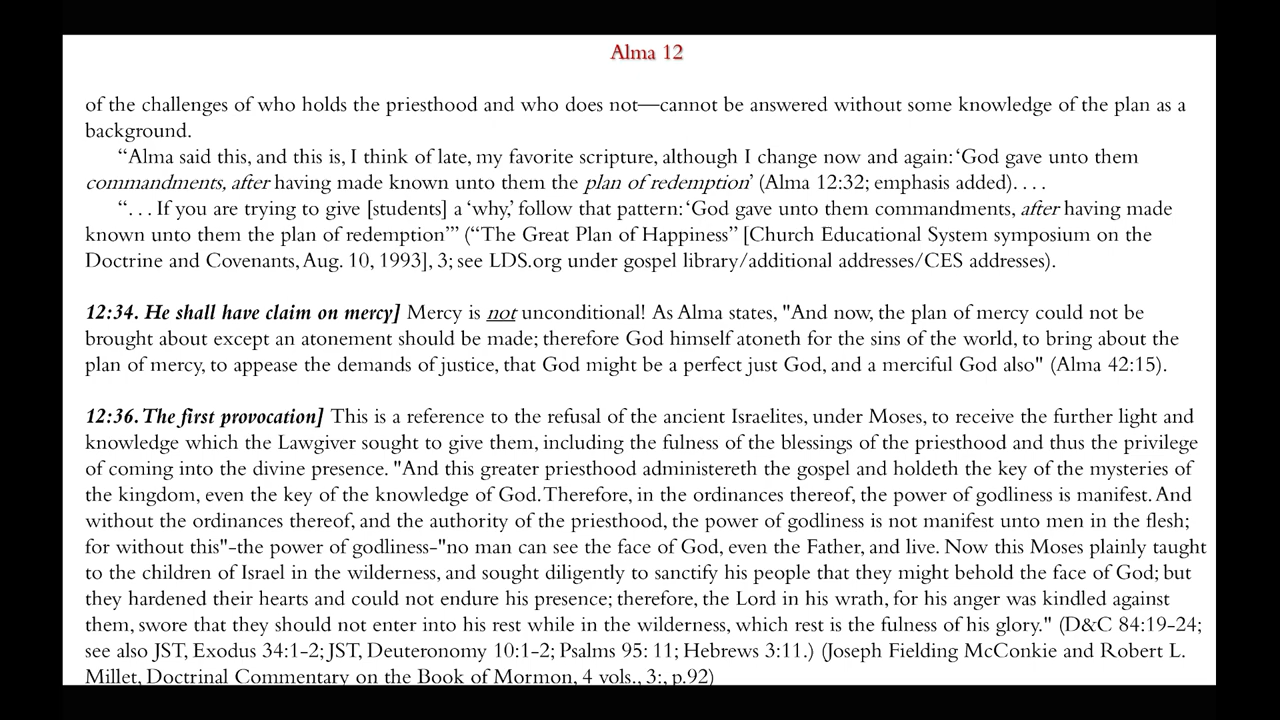 Alma 12
of the challenges of who holds the priesthood and who does not—cannot be answered without some knowledge of the plan as a
background.
“Alma said this, and this is, I think of late, my favorite scripture, although I change now and again: ‘God gave unto them
commandments, after having made known unto them the plan of redemption’ (Alma 12:32; emphasis added). . . .
“. . . If you are trying to give [students] a ‘why,’ follow that pattern: ‘God gave unto them commandments, after having made
known unto them the plan of redemption’” (“The Great Plan of Happiness” [Church Educational System symposium on the
Doctrine and Covenants, Aug. 10, 1993], 3; see LDS.org under gospel library/additional addresses/CES addresses).
12:34. He shall have claim on mercy] Mercy is not unconditional! As Alma states, "And now, the plan of mercy could not be
brought about except an atonement should be made; therefore God himself atoneth for the sins of the world, to bring about the
plan of mercy, to appease the demands of justice, that God might be a perfect just God, and a merciful God also" (Alma 42:15).
12:36. The first provocation] This is a reference to the refusal of the ancient Israelites, under Moses, to receive the further light and
knowledge which the Lawgiver sought to give them, including the fulness of the blessings of the priesthood and thus the privilege
of coming into the divine presence. "And this greater priesthood administereth the gospel and holdeth the key of the mysteries of
the kingdom, even the key of the knowledge of God. Therefore, in the ordinances thereof, the power of godliness is manifest. And
without the ordinances thereof, and the authority of the priesthood, the power of godliness is not manifest unto men in the flesh;
for without this"-the power of godliness-"no man can see the face of God, even the Father, and live. Now this Moses plainly taught
to the children of Israel in the wilderness, and sought diligently to sanctify his people that they might behold the face of God; but
they hardened their hearts and could not endure his presence; therefore, the Lord in his wrath, for his anger was kindled against
them, swore that they should not enter into his rest while in the wilderness, which rest is the fulness of his glory." (D&C 84:19-24;
see also JST, Exodus 34:1-2; JST, Deuteronomy 10:1-2; Psalms 95: 11; Hebrews 3:11.) (Joseph Fielding McConkie and Robert L.
Millet, Doctrinal Commentary on the Book of Mormon, 4 vols., 3:, p.92)